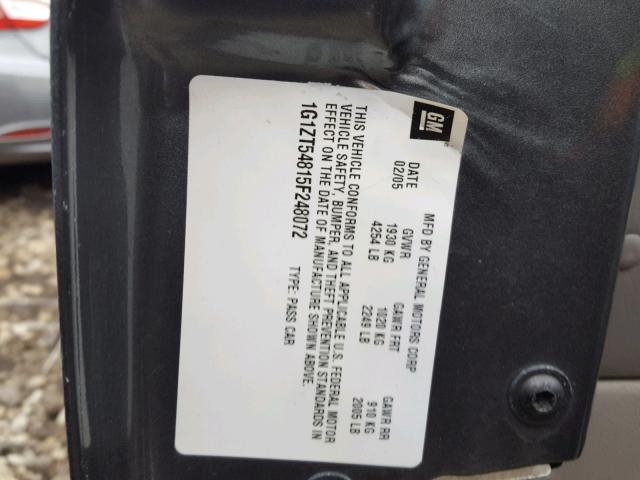 GM
MFD BY GENERAL MOTORS CORP
DATE GVWR GAWR FRT GAWR RR
02/05 1930 KG 1020 KG 910 KG
4254 LB 2249 LB 2005 LB
THIS VEHICLE CONFORMS TO ALL APPLICABLE U.S. FEDERAL MOTOR
VEHICLE SAFETY, BUMPER, AND THEFT PREVENTION STANDARDS IN
EFFECT ON THE DATE OF MANUFACTURE SHOWN ABOVE.
1G1ZT54815F248072 TYPE: PASS CAR